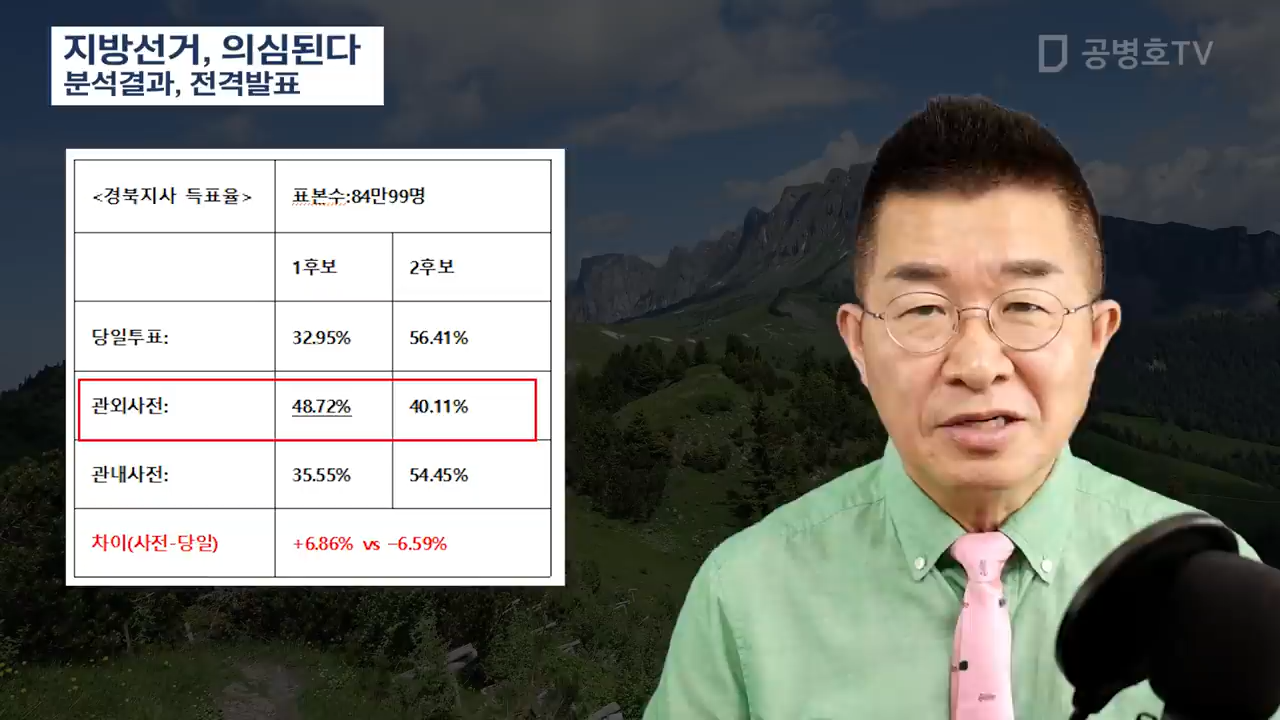 지방선거, 의심된다
분석결과, 전격발표
공병호TV
<경북지사 득표율> 표본수:84만99명
1후보 2후보
당일투표: 32.95% 56.41%
관외사전: 48.72% 40.11%
관내사전: 35.55% 54.45%
차이(사전-당일) +6.86% vs –6.59%